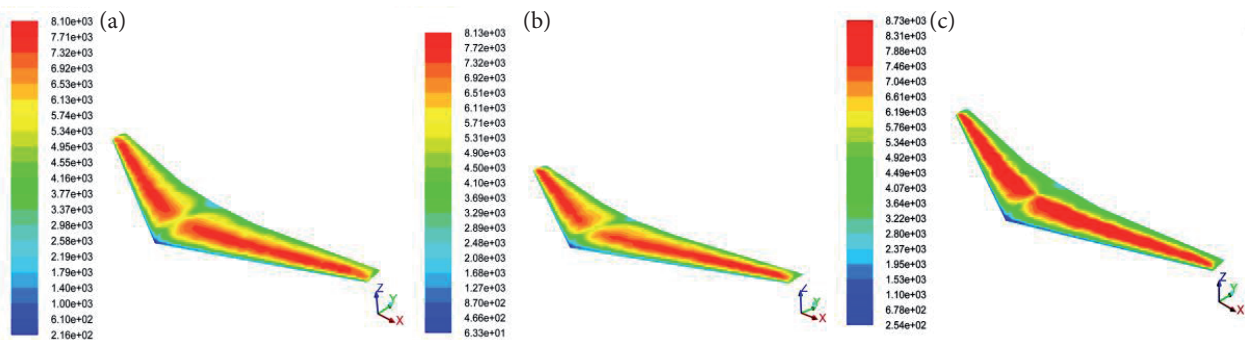 (a)
8.10e+03
7.71e+03
7.32e+03
6.92e+03
6.53e+03
6.13e+03
5.74e+03
5.34e+03
4.95e+03
4.55e+03
4.16e+03
3.77e+03
3.37e+03
2.98e+03
2.58e+03
2.19e+03
1.79e+03
1.40e+03
1.00e+03
6.10e+02
2.16e+02
Z
Y
X
(b)
8.13e+03
7.72e+03
7.32e+03
6.92e+03
6.51e+03
6.11e+03
5.71e+03
5.31e+03
4.90e+03
4.50e+03
4.10e+03
3.69e+03
3.29e+03
2.89e+03
2.48e+03
2.08e+03
1.68e+03
1.27e+03
8.70e+02
4.66e+02
6.33e+01
Z
Y
X
(c)
8.73e+03
8.31e+03
7.88e+03
7.46e+03
7.04e+03
6.61e+03
6.19e+03
5.76e+03
5.34e+03
4.92e+03
4.49e+03
4.07e+03
3.64e+03
3.22e+03
2.80e+03
2.37e+03
1.95e+03
1.53e+03
1.10e+03
6.78e+02
2.54e+02
Z
Y
X